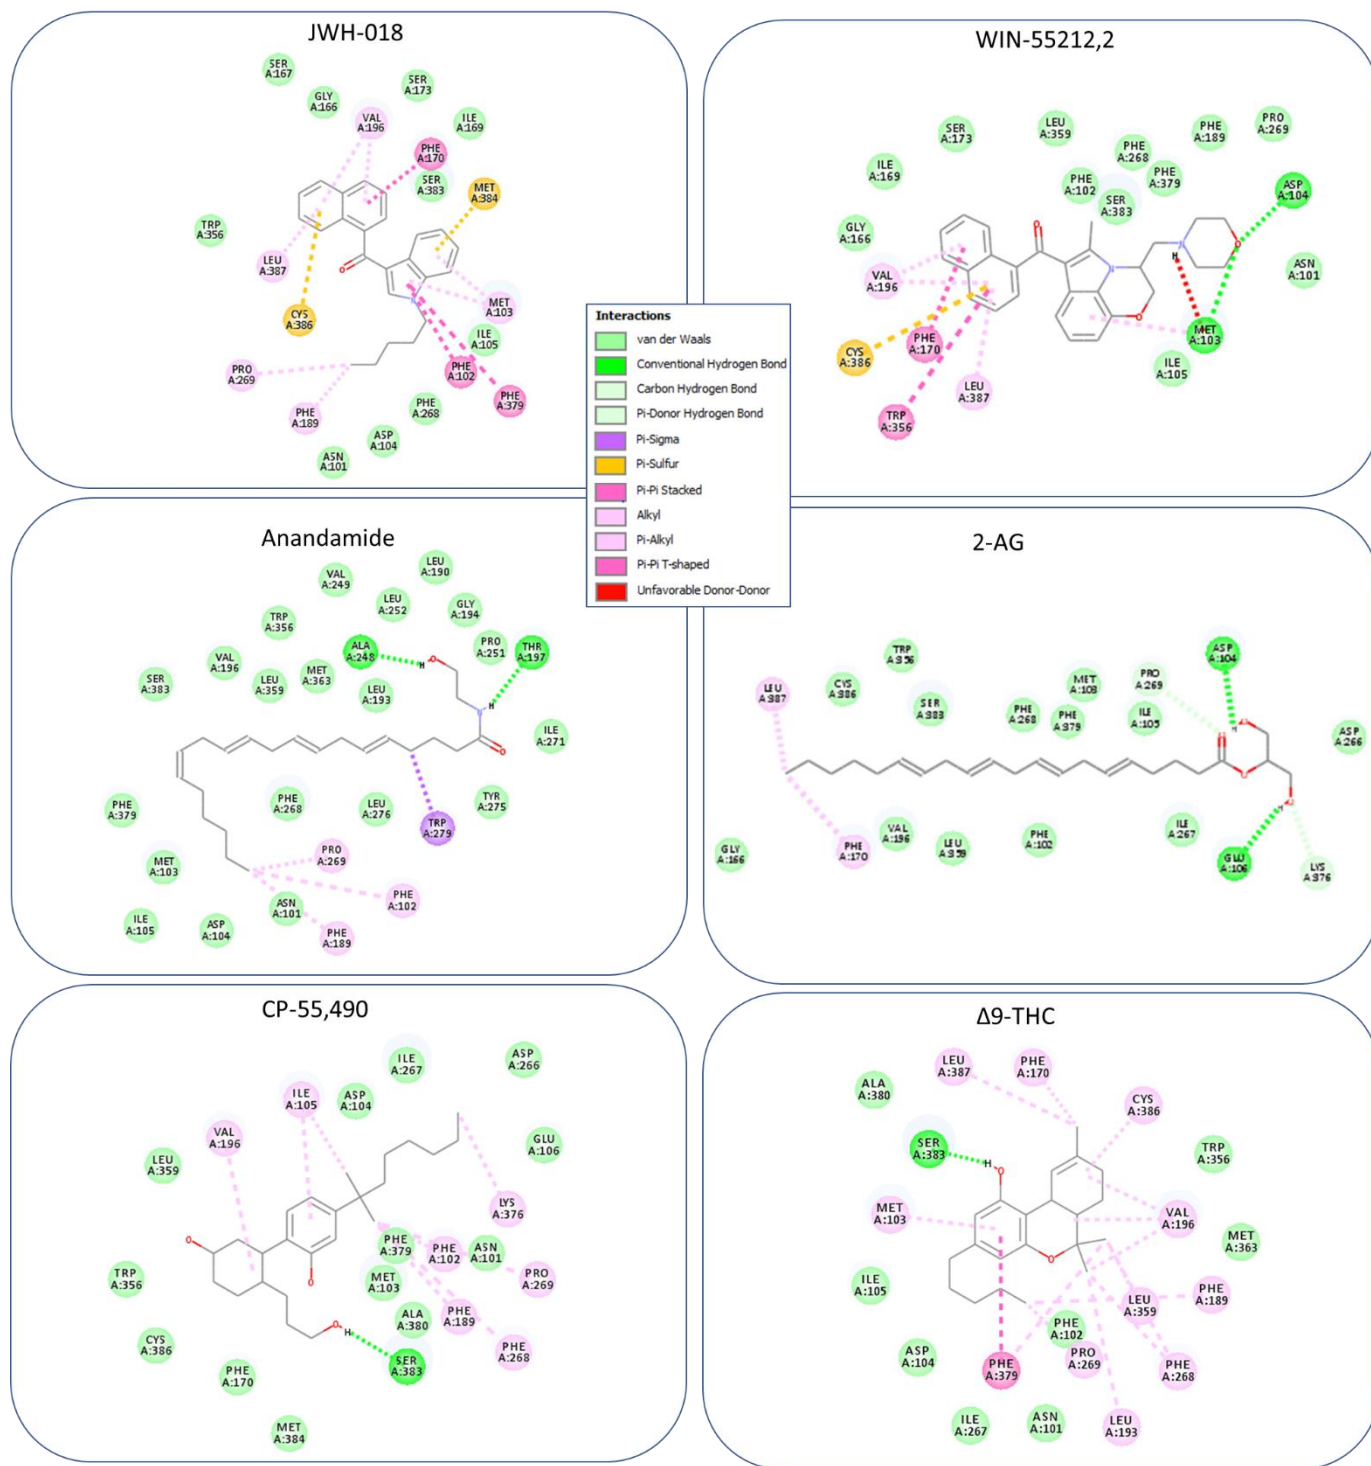 JWH-018
SER
A:167
GLY
A:166
VAL
A:196
SER
A:173
ILE
A:169
PHE
A:170
SER
A:383
MET
A:384
TRP
A:356
LEU
A:387
O
N
CYS
A:386
MET
A:103
ILE
A:105
PRO
A:269
PHE
A:102
PHE
A:379
PHE
A:189
PHE
A:268
ASP
A:104
ASN
A:101
WIN-55212,2
SER
A:173
LEU
A:359
PHE
A:268
PHE
A:189
PRO
A:269
ILE
A:169
PHE
A:102
PHE
A:379
SER
A:383
ASP
A:104
GLY
A:166
O
N
H
O
N
ASN
A:101
VAL
A:196
O
CYS
A:386
PHE
A:170
MET
A:103
ILE
A:105
LEU
A:387
TRP
A:356
Interactions
van der Waals
Conventional Hydrogen Bond
Carbon Hydrogen Bond
Pi-Donor Hydrogen Bond
Pi-Sigma
Pi-Sulfur
Pi-Pi Stacked
Alkyl
Pi-Alkyl
Pi-Pi T-shaped
Unfavorable Donor-Donor
Anandamide
VAL
A:249
LEU
A:190
LEU
A:252
GLY
A:194
TRP
A:356
ALA
A:248
H
O
PRO
A:251
THR
A:197
VAL
A:196
SER
A:383
LEU
A:359
MET
A:363
LEU
A:193
N
H
O
ILE
A:271
PHE
A:379
PHE
A:268
LEU
A:276
TYR
A:275
TRP
A:279
MET
A:103
PRO
A:269
PHE
A:102
ILE
A:105
ASP
A:104
ASN
A:101
PHE
A:189
2-AG
TRP
A:356
ASP
A:104
LEU
A:387
CYS
A:386
SER
A:383
PHE
A:268
MET
A:103
PHE
A:379
PRO
A:269
ILE
A:105
O
H
O
O
ASP
A:266
GLY
A:166
PHE
A:170
VAL
A:196
LEU
A:359
PHE
A:102
ILE
A:267
H
O
GLU
A:106
LYS
A:376
CP-55,490
ILE
A:267
ASP
A:266
ILE
A:105
ASP
A:104
VAL
A:196
GLU
A:106
LEU
A:359
LYS
A:376
O
PHE
A:379
PHE
A:102
ASN
A:101
O
MET
A:103
PRO
A:269
TRP
A:356
ALA
A:380
PHE
A:189
O
H
CYS
A:386
SER
A:383
PHE
A:268
PHE
A:170
MET
A:384
Δ9-THC
LEU
A:387
PHE
A:170
CYS
A:386
ALA
A:380
SER
A:383
H
O
TRP
A:356
MET
A:103
VAL
A:196
MET
A:363
O
ILE
A:105
LEU
A:359
PHE
A:189
PHE
A:102
ASP
A:104
PHE
A:379
PRO
A:269
PHE
A:268
ILE
A:267
ASN
A:101
LEU
A:193